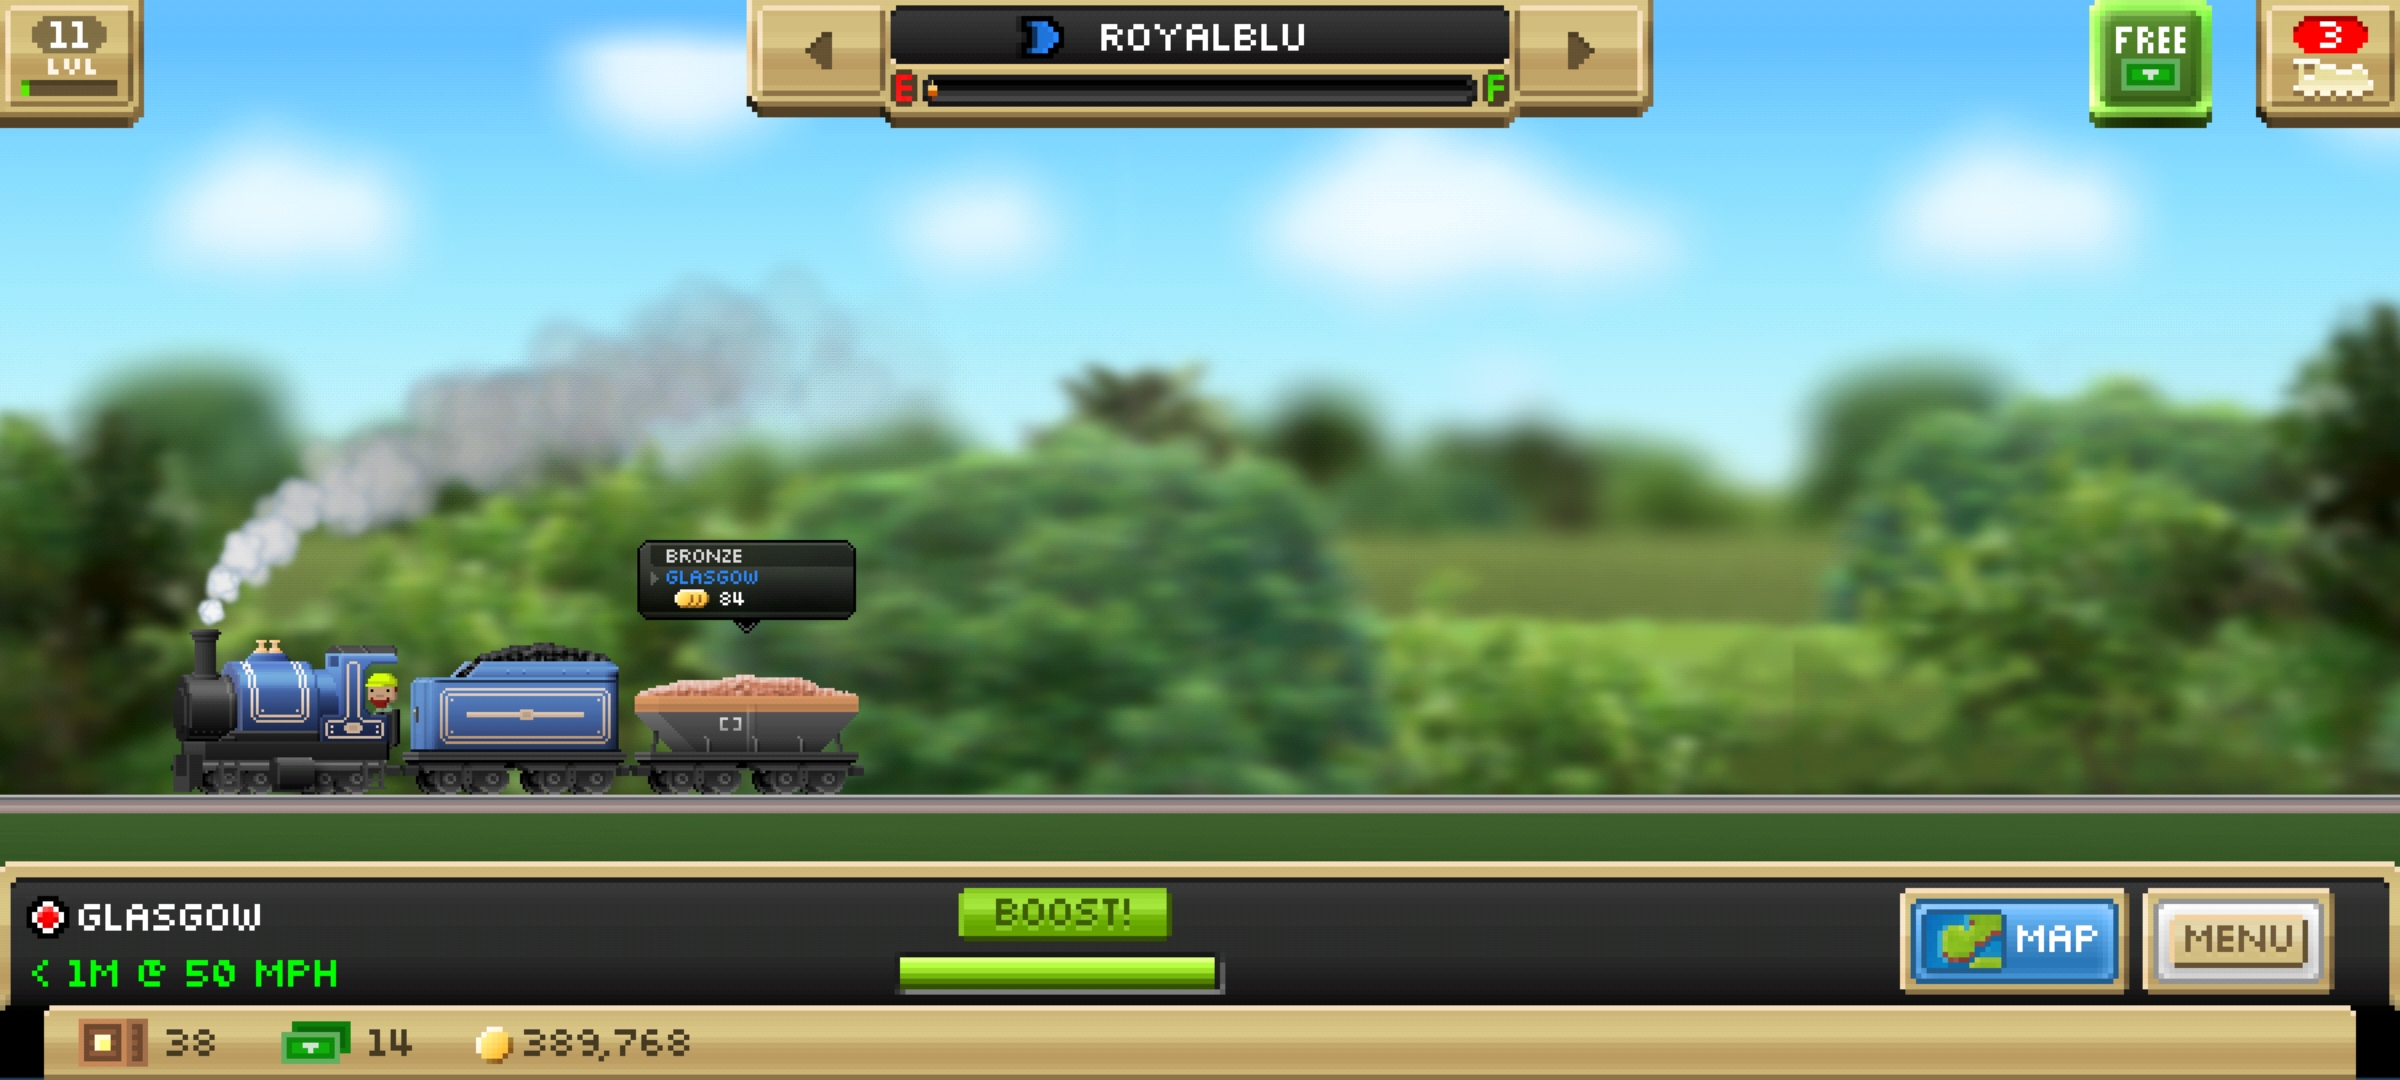 11
LVL
ROYALBLU
E F
FREE
3
BRONZE
GLASGOW
84
GLASGOW
< 1M @ 50 MPH
BOOST!
MAP
MENU
38
14
389,768